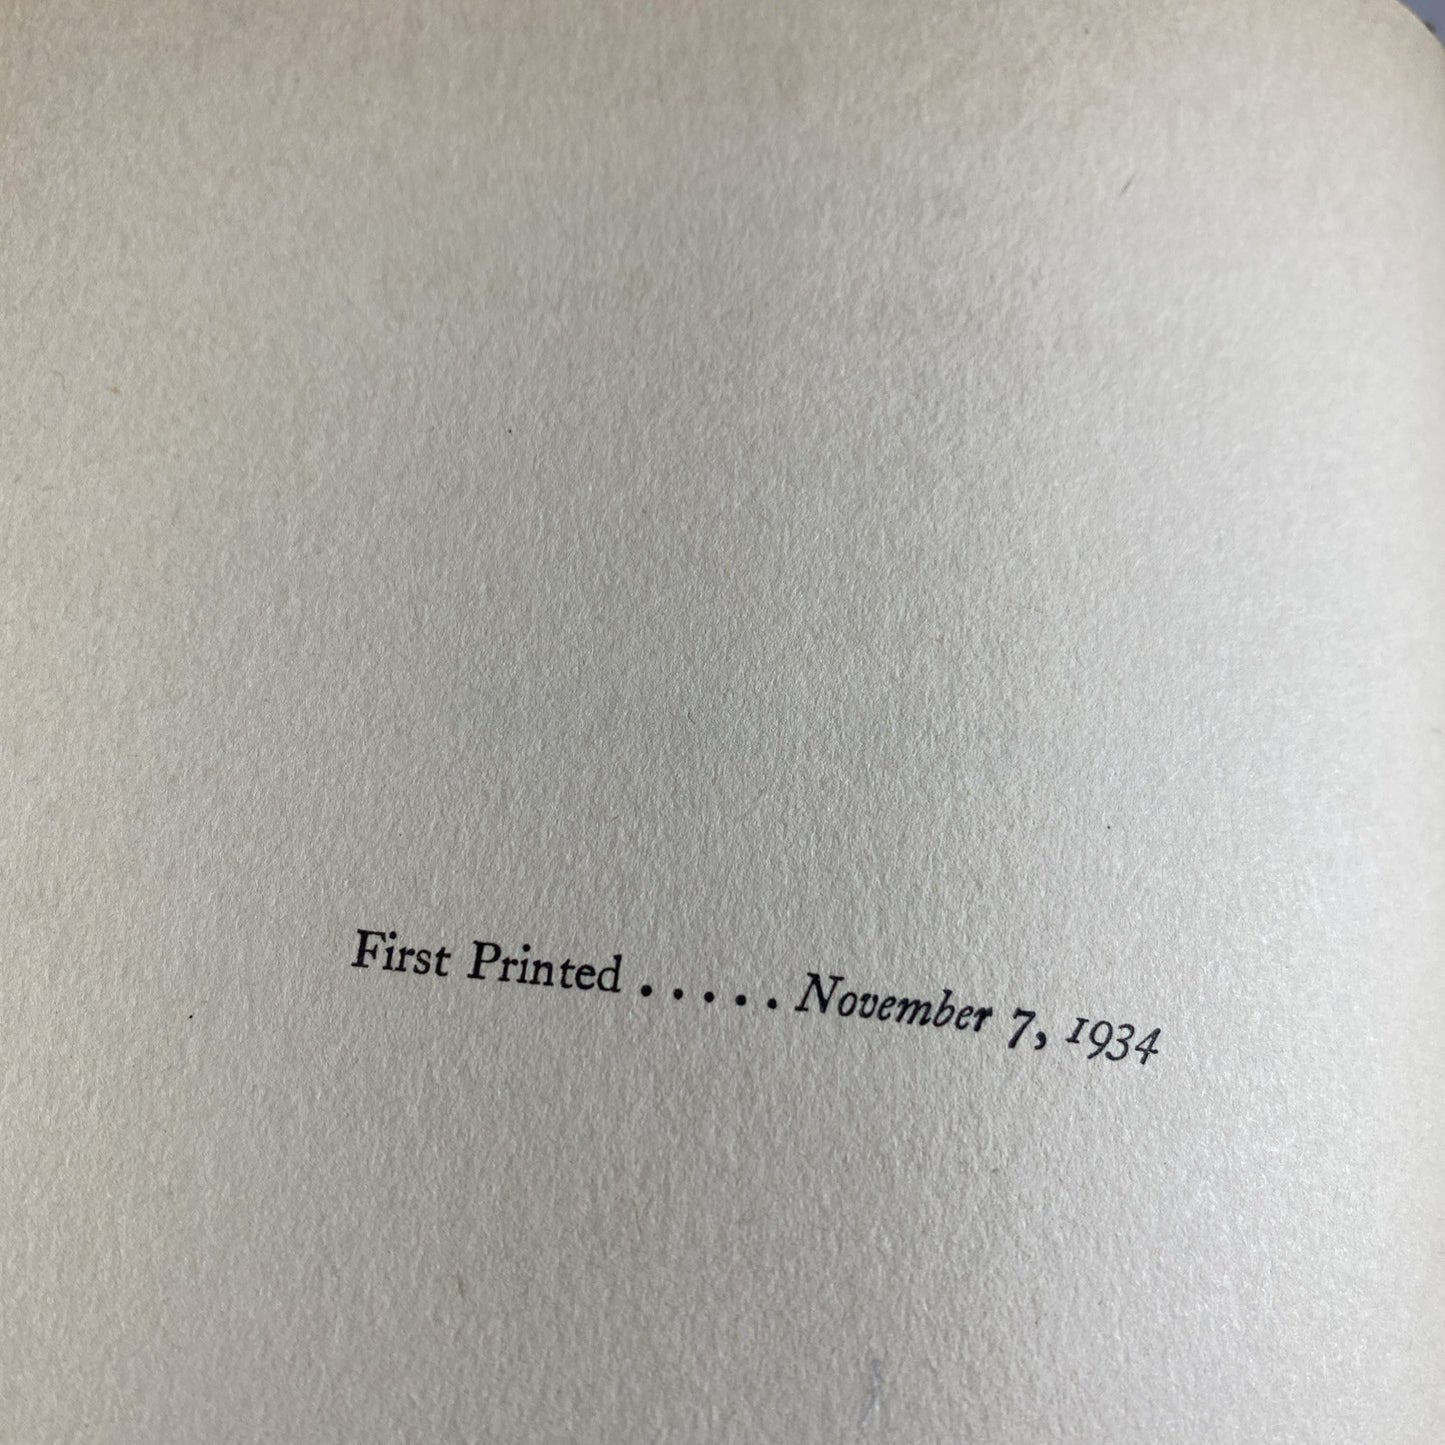 First Printed ..... November 7, 1934